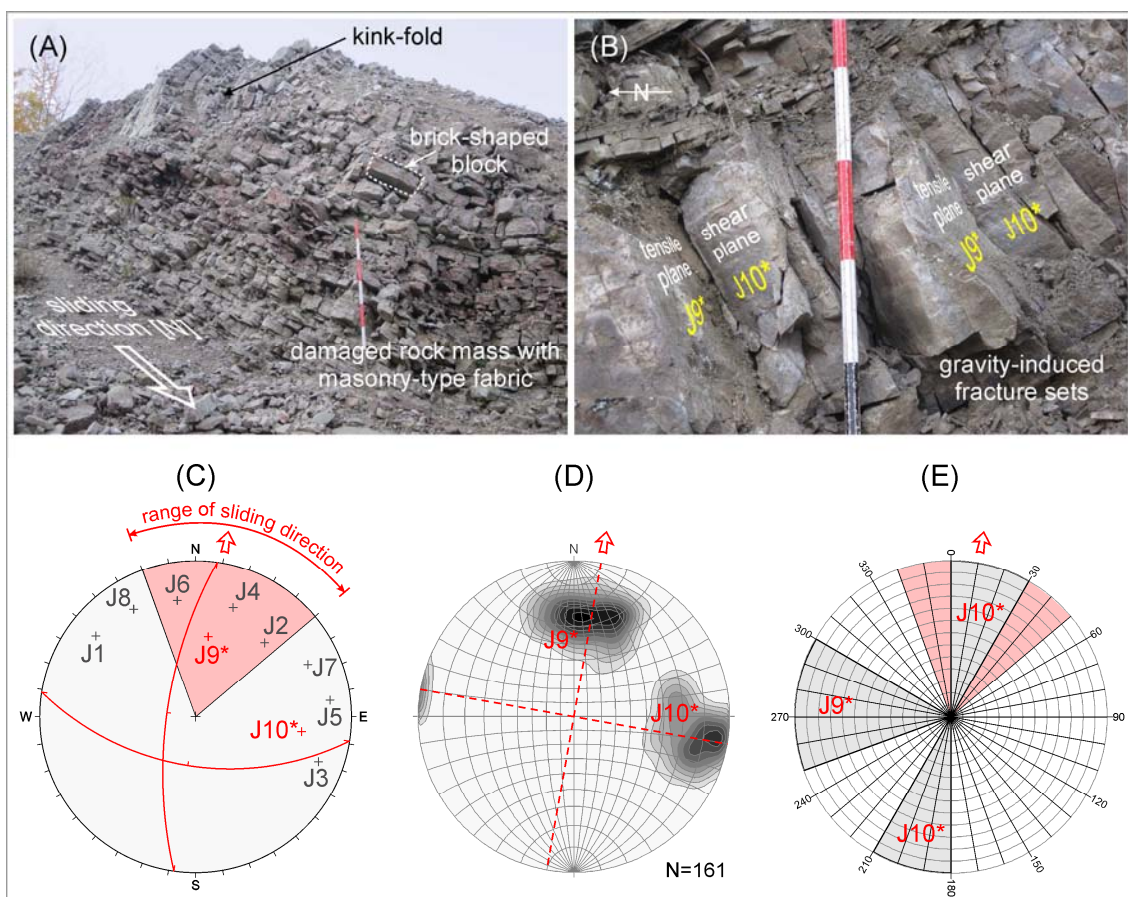 (A)
kink-fold
brick-shaped
block
sliding
direction [N]
damaged rock mass with
masonry-type fabric
(B)
N
tensile
plane
J9*
shear
plane
J10*
tensile
plane
J9*
shear
plane
J10*
gravity-induced
fracture sets
(C)
range of sliding direction
N
J6
J8
J4
J1
J9*
J2
J7
W
J5
E
J10*
J3
S
(D)
N
J9*
J10*
N=161
(E)
0
330
30
J10*
300
60
J9*
270
90
240
120
J10*
210
150
180